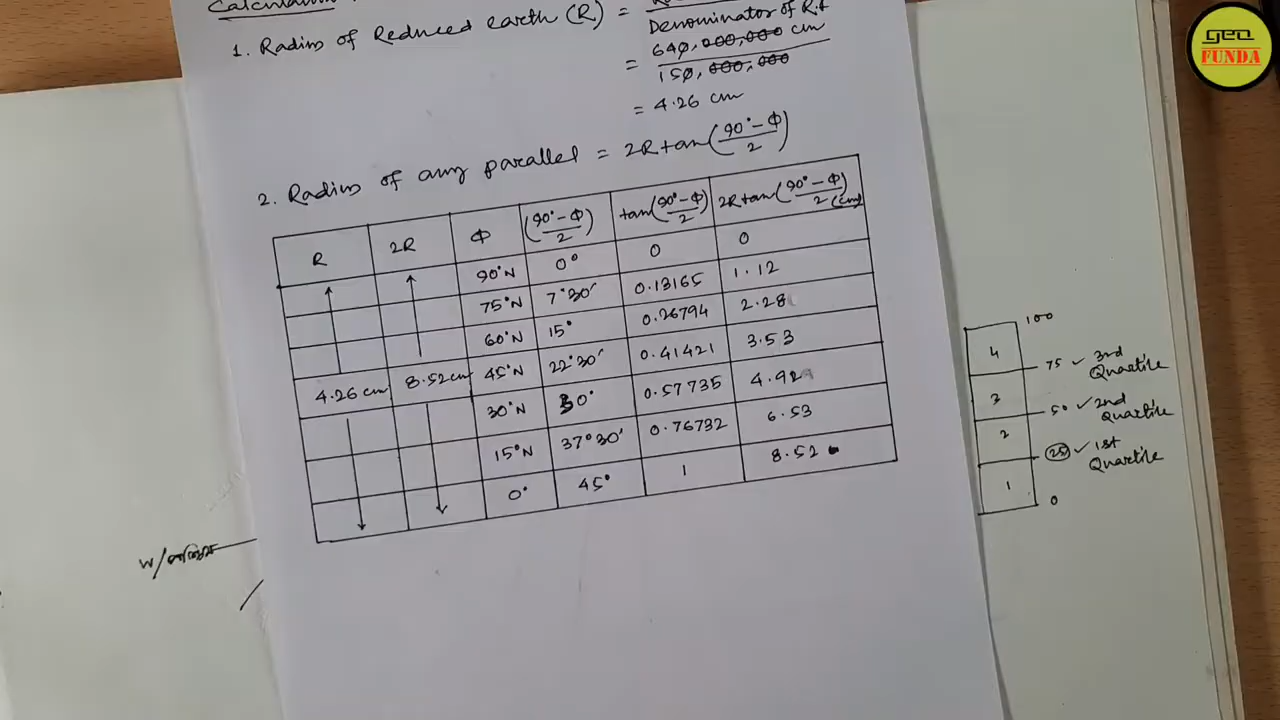 Calculation
1. Radius of Reduced earth (R) =
Denominator of R.f
= 640,000,000 cm
150,000,000
= 4.26 cm
2. Radius of any parallel = 2R tan(90° - Φ/2)
R 2R Φ (90° - Φ/2) tan(90° - Φ/2) 2R tan(90° - Φ/2) (cm)
90°N 0° 0 0
75°N 7°30′ 0.13165 1.12
60°N 15° 0.26794 2.28
4.26 cm 8.52 cm 45°N 22°30′ 0.41421 3.53
30°N 30° 0.57735 4.92
15°N 37°30′ 0.76732 6.53
0° 45° 1 8.52
100
4
75 ✓ 3rd Quartile
3
50 ✓ 2nd Quartile
2
25 ✓ 1st Quartile
1
0
W/
geo
FUNDA